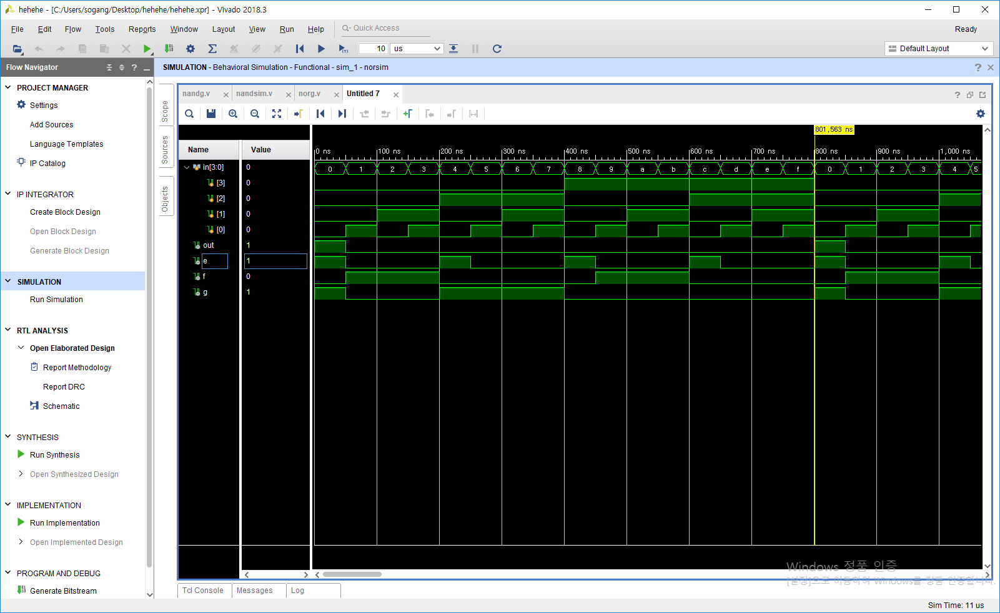 hehehe - [C:/Users/sogang/Desktop/hehehe/hehehe.xpr] - Vivado 2018.3
File Edit Flow Tools Reports Window Layout View Run Help Quick Access Ready
10 us Default Layout
Flow Navigator
SIMULATION - Behavioral Simulation - Functional - sim_1 - norsim
PROJECT MANAGER
Settings
Add Sources
Language Templates
IP Catalog
IP INTEGRATOR
Create Block Design
Open Block Design
Generate Block Design
SIMULATION
Run Simulation
RTL ANALYSIS
Open Elaborated Design
Report Methodology
Report DRC
Schematic
SYNTHESIS
Run Synthesis
Open Synthesized Design
IMPLEMENTATION
Run Implementation
Open Implemented Design
PROGRAM AND DEBUG
Generate Bitstream
Scope
Sources
Objects
nandg.v nandsim.v norg.v Untitled 7
801.563 ns
Name Value
0 ns 100 ns 200 ns 300 ns 400 ns 500 ns 600 ns 700 ns 800 ns 900 ns 1,000 ns
in[3:0] 0 0 1 2 3 4 5 6 7 8 9 a b c d e f 0 1 2 3 4 5
[3] 0
[2] 0
[1] 0
[0] 0
out 1
e 1
f 0
g 1
Windows 정품 인증
[설정]으로 이동하여 Windows를 정품 인증합니다.
Tcl Console Messages Log
Sim Time: 11 us